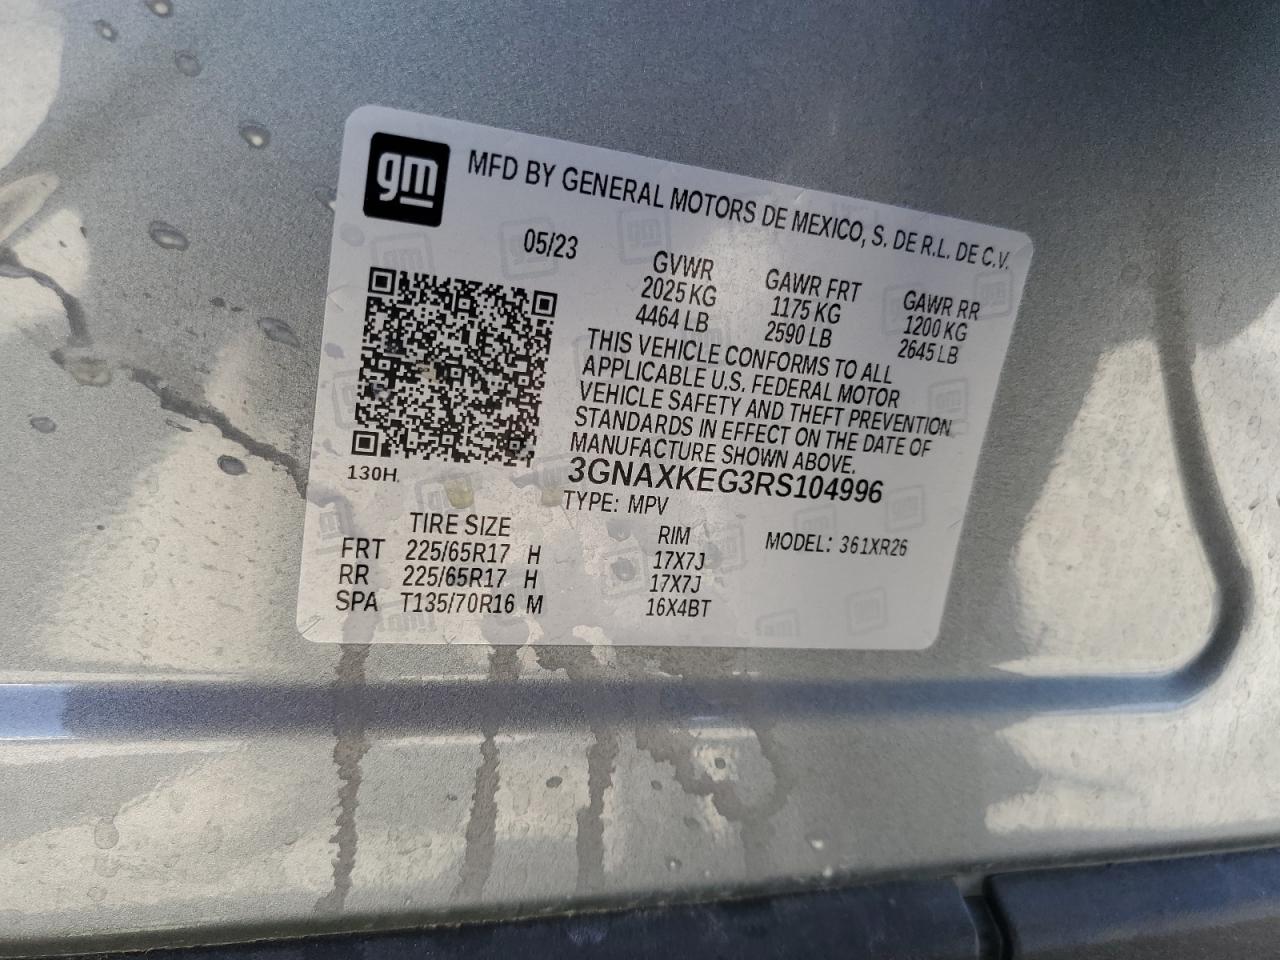 gm
MFD BY GENERAL MOTORS DE MEXICO, S. DE R.L. DE C.V.
05/23 GVWR GAWR FRT GAWR RR
2025 KG 1175 KG 1200 KG
4464 LB 2590 LB 2645 LB
THIS VEHICLE CONFORMS TO ALL
APPLICABLE U.S. FEDERAL MOTOR
VEHICLE SAFETY AND THEFT PREVENTION
STANDARDS IN EFFECT ON THE DATE OF
MANUFACTURE SHOWN ABOVE.
130H
3GNAXKEG3RS104996
TYPE: MPV
TIRE SIZE RIM MODEL: 361XR26
FRT 225/65R17 H 17X7J
RR 225/65R17 H 17X7J
SPA T135/70R16 M 16X4BT